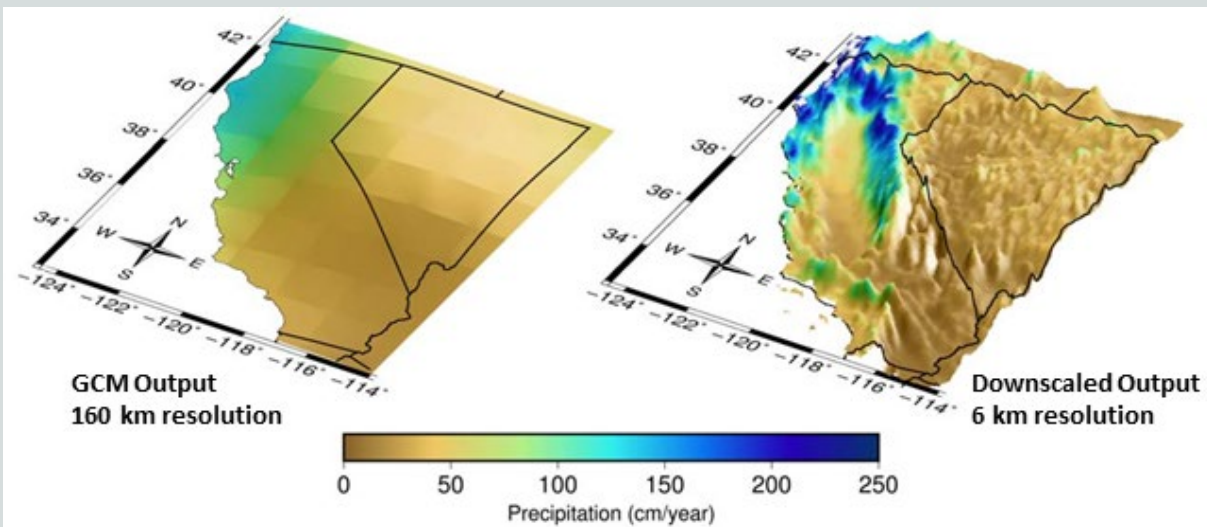 42°
40°
38°
36°
34°
N
W
E
S
−124°
−122°
−120°
−118°
−116°
−114°
GCM Output
160 km resolution
42°
40°
38°
36°
34°
N
W
E
S
−124°
−122°
−120°
−118°
−116°
−114°
Downscaled Output
6 km resolution
0 50 100 150 200 250
Precipitation (cm/year)